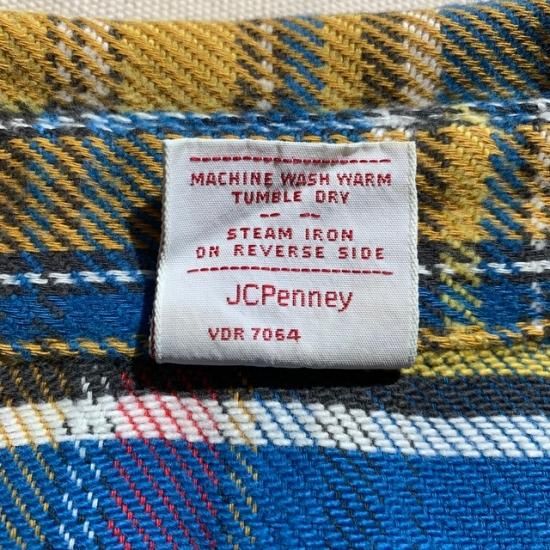 MACHINE WASH WARM
TUMBLE DRY
-- --
STEAM IRON
ON REVERSE SIDE
JCPenney
VDR 7064